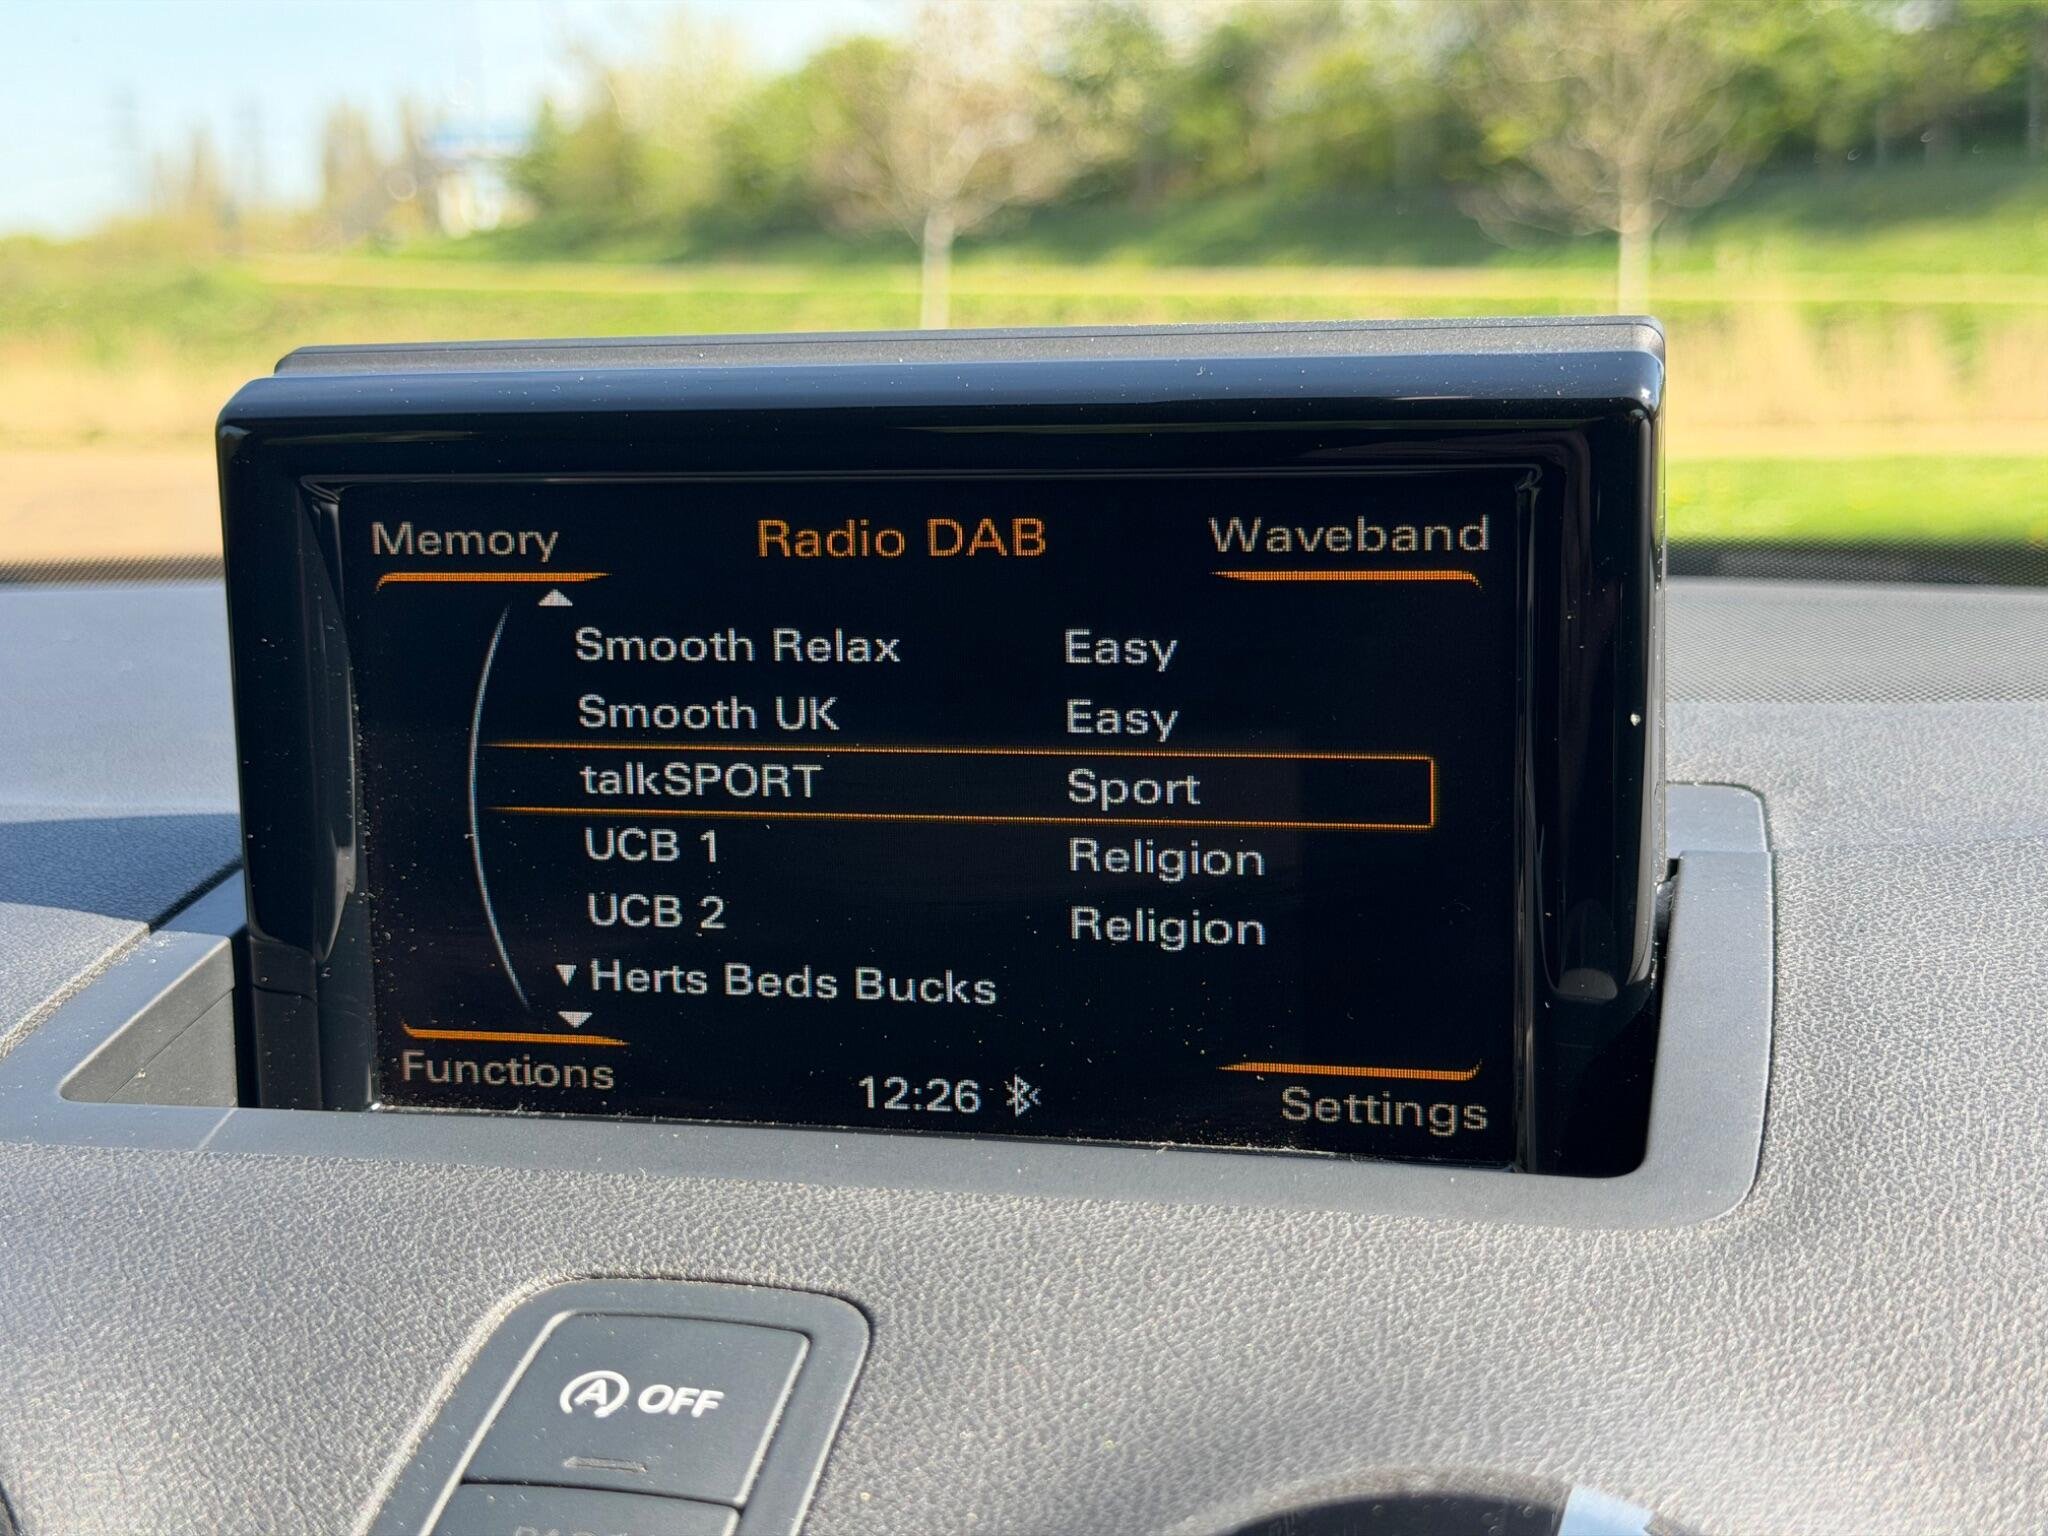 Memory Radio DAB Waveband
Smooth Relax Easy
Smooth UK Easy
talkSPORT Sport
UCB 1 Religion
UCB 2 Religion
Herts Beds Bucks
Functions 12:26 Settings
A OFF